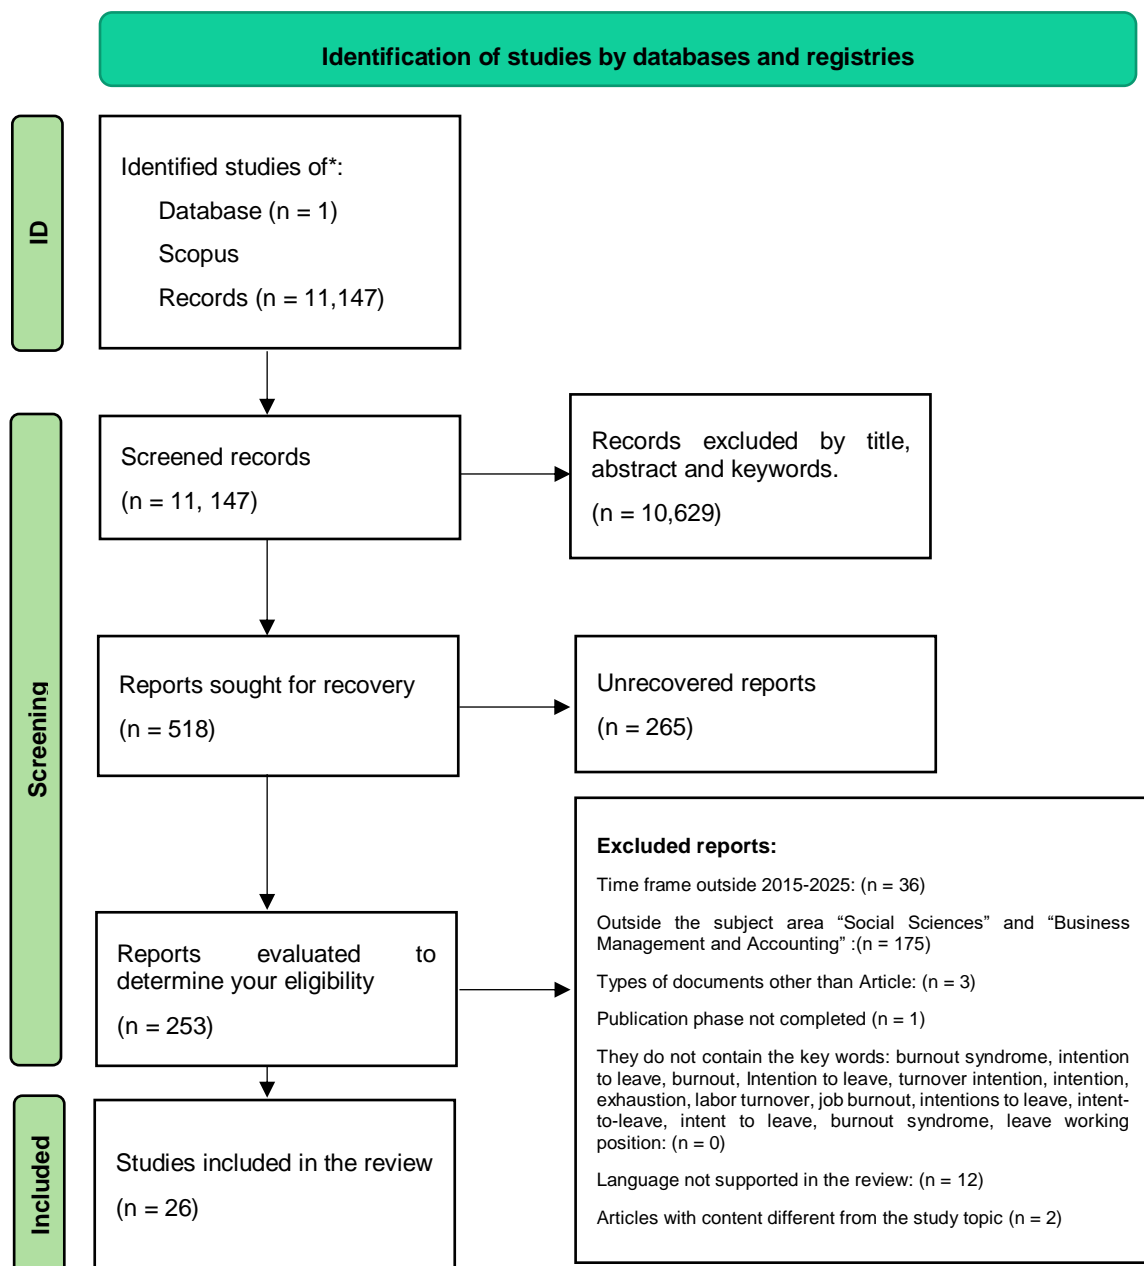 Identification of studies by databases and registries
ID
Identified studies of*:
Database (n = 1)
Scopus
Records (n = 11,147)
Screening
Screened records
(n = 11, 147)
Records excluded by title,
abstract and keywords.
(n = 10,629)
Reports sought for recovery
(n = 518)
Unrecovered reports
(n = 265)
Reports evaluated to
determine your eligibility
(n = 253)
Excluded reports:
Time frame outside 2015-2025: (n = 36)
Outside the subject area “Social Sciences” and “Business
Management and Accounting” :(n = 175)
Types of documents other than Article: (n = 3)
Publication phase not completed (n = 1)
They do not contain the key words: burnout syndrome, intention
to leave, burnout, Intention to leave, turnover intention, intention,
exhaustion, labor turnover, job burnout, intentions to leave, intent-
to-leave, intent to leave, burnout syndrome, leave working
position: (n = 0)
Language not supported in the review: (n = 12)
Articles with content different from the study topic (n = 2)
Included
Studies included in the review
(n = 26)